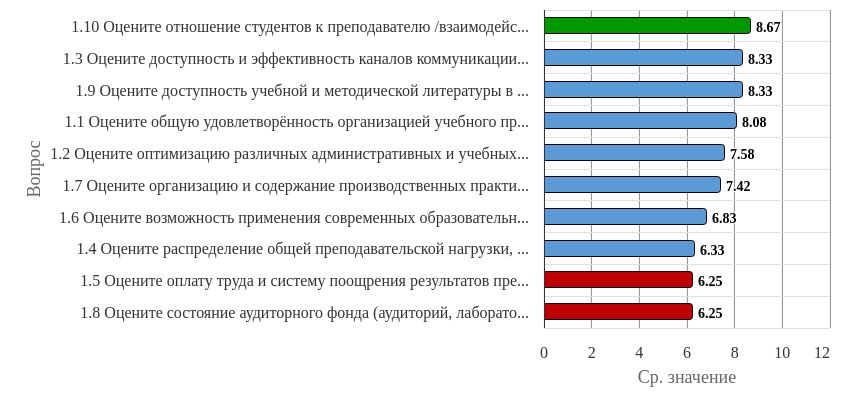 1.10 Оцените отношение студентов к преподавателю /взаимодейс... 8.67
1.3 Оцените доступность и эффективность каналов коммуникации... 8.33
1.9 Оцените доступность учебной и методической литературы в ... 8.33
1.1 Оцените общую удовлетворённость организацией учебного пр... 8.08
1.2 Оцените оптимизацию различных административных и учебных... 7.58
1.7 Оцените организацию и содержание производственных практи... 7.42
1.6 Оцените возможность применения современных образовательн... 6.83
1.4 Оцените распределение общей преподавательской нагрузки, ... 6.33
1.5 Оцените оплату труда и систему поощрения результатов пре... 6.25
1.8 Оцените состояние аудиторного фонда (аудиторий, лаборато... 6.25
Вопрос
0 2 4 6 8 10 12
Ср. значение